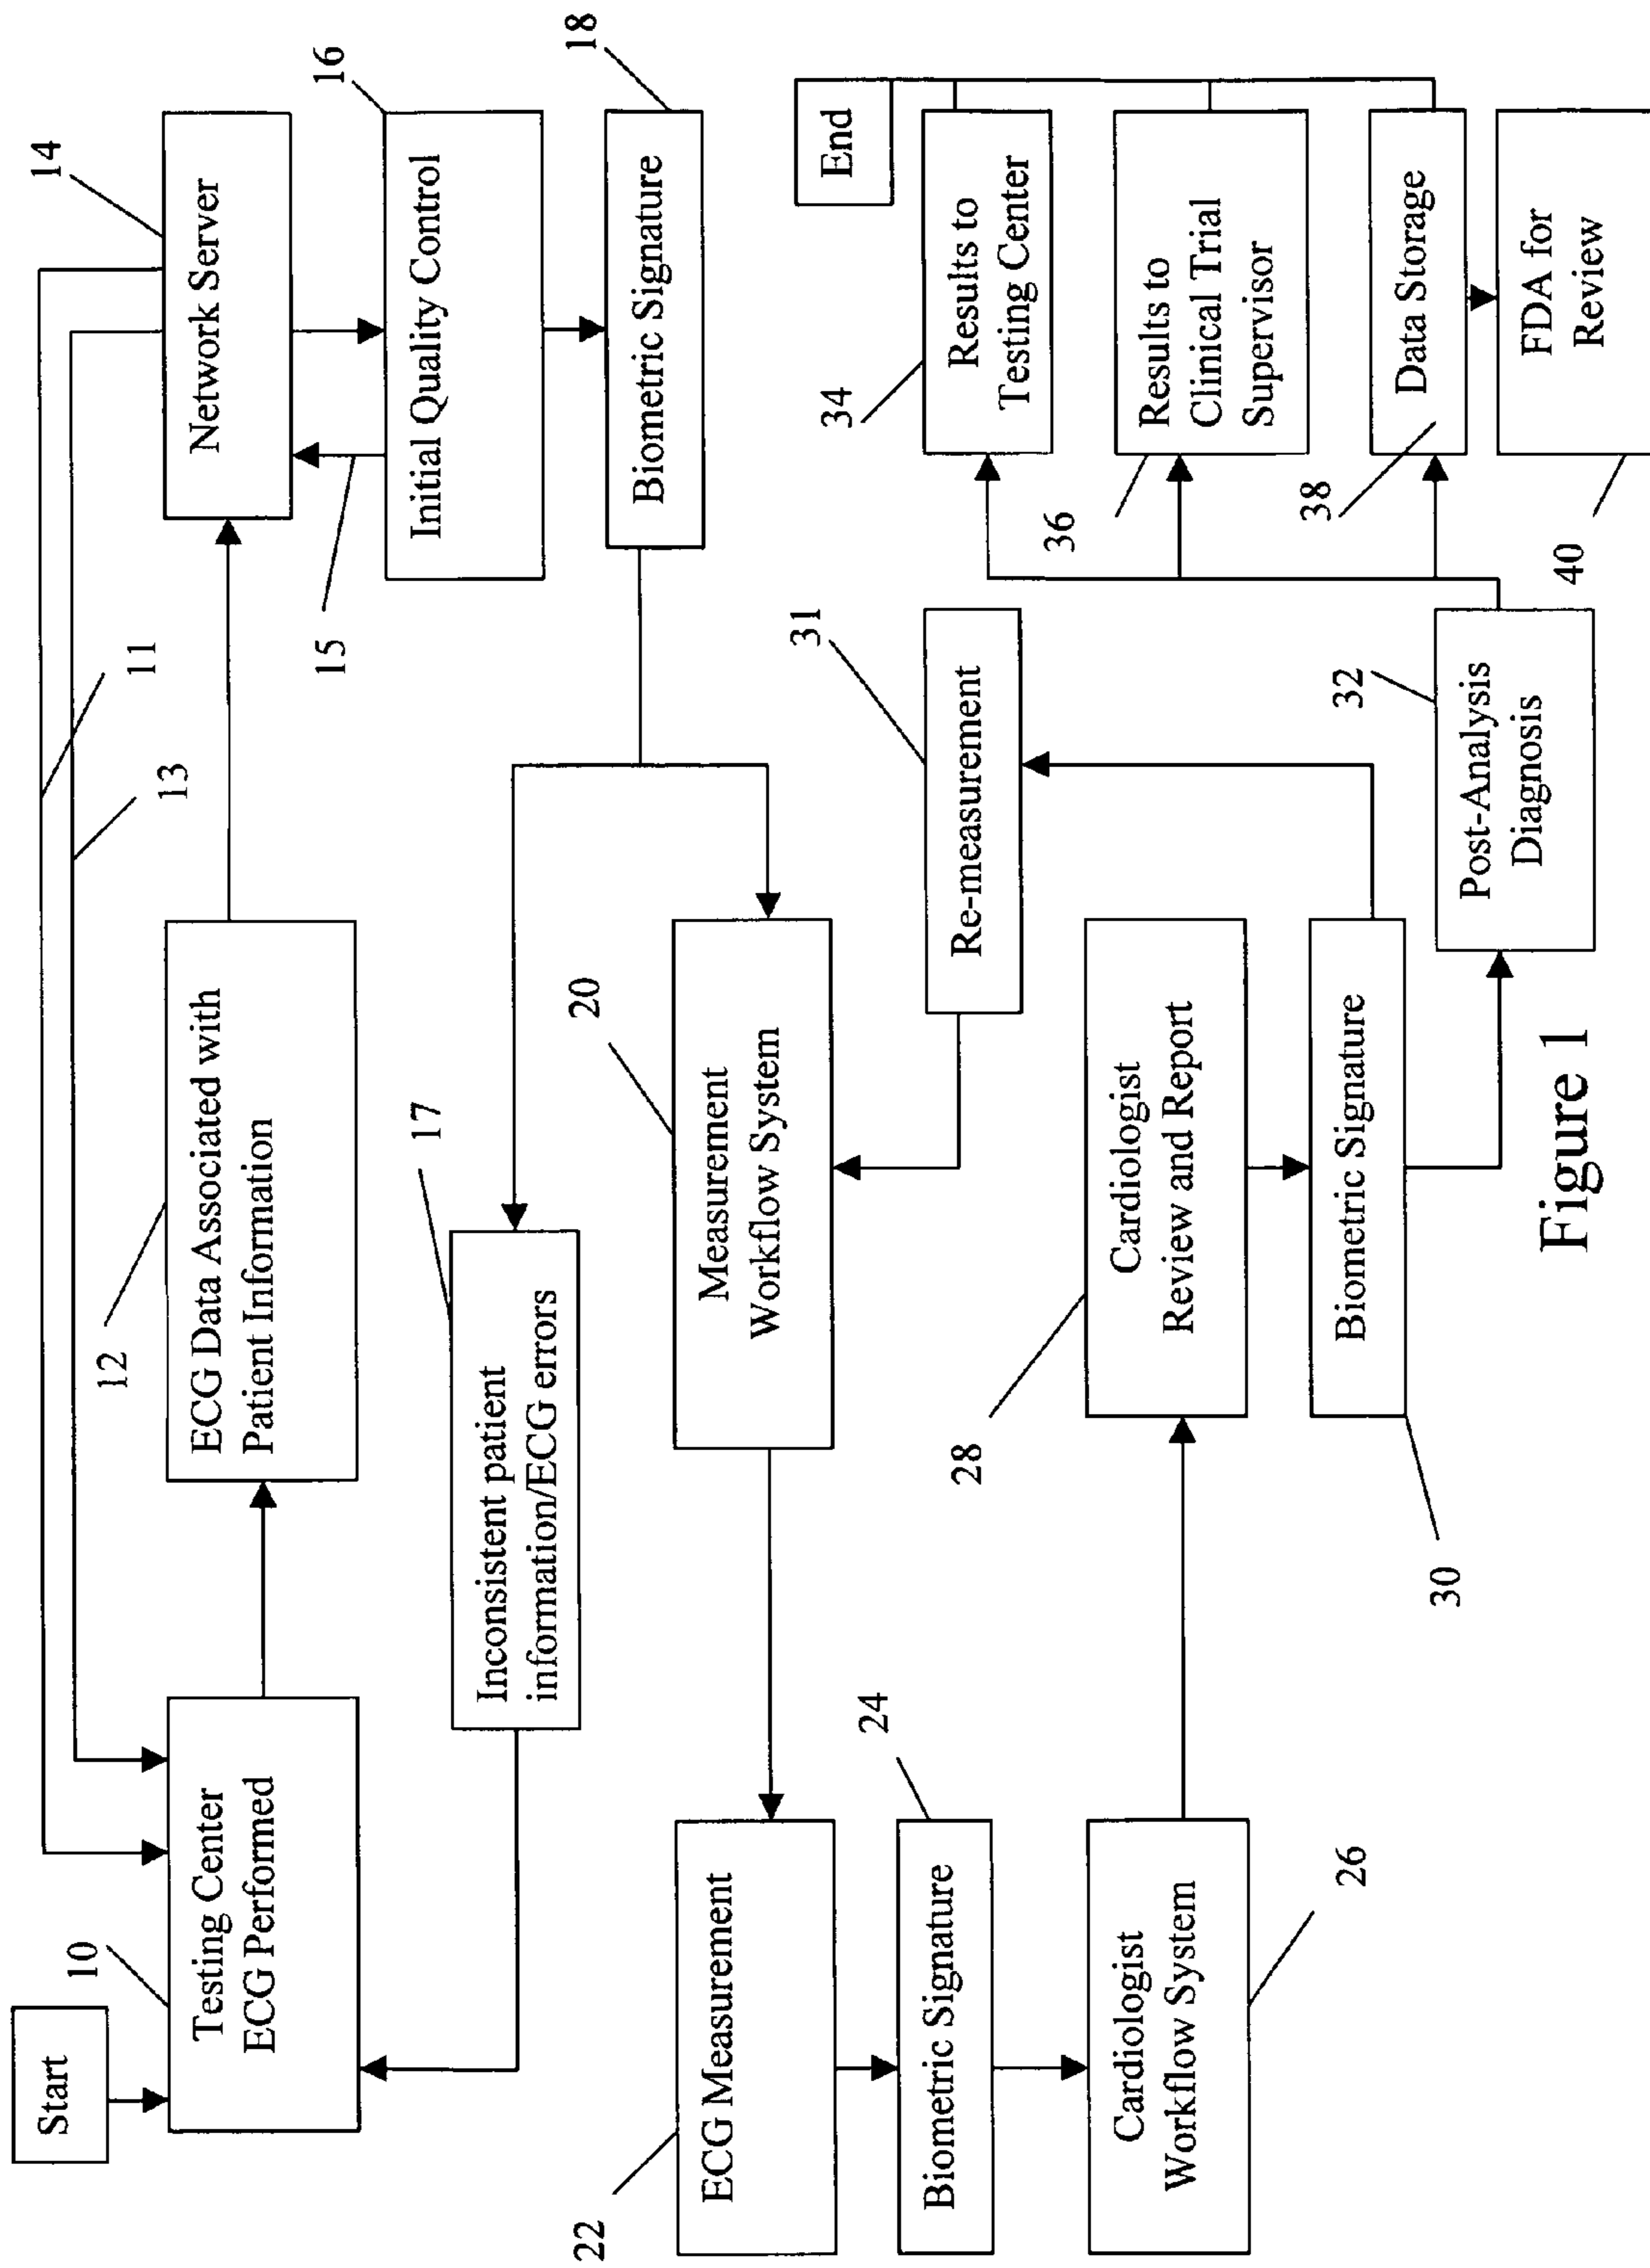 Start
10
Testing Center
ECG Performed
12
ECG Data Associated with
Patient Information
11
13
14
Network Server
15
16
Initial Quality Control
17
Inconsistent patient
information/ECG errors
18
Biometric Signature
20
Measurement
Workflow System
22
ECG Measurement
24
Biometric Signature
26
Cardiologist
Workflow System
28
Cardiologist
Review and Report
30
Biometric Signature
31
Re-measurement
32
Post-Analysis
Diagnosis
End
34
Results to
Testing Center
36
Results to
Clinical Trial
Supervisor
38
Data Storage
40
FDA for
Review
Figure 1